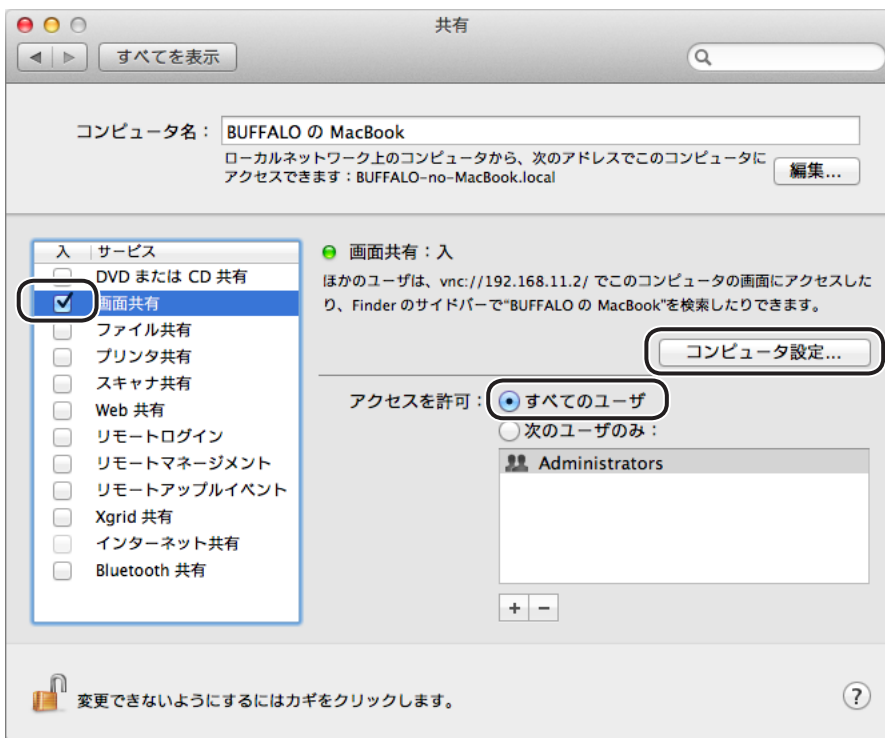 共有
すべてを表示
コンピュータ名：
BUFFALO の MacBook
ローカルネットワーク上のコンピュータから、次のアドレスでこのコンピュータに
アクセスできます：BUFFALO-no-MacBook.local
編集...
入 サービス
DVD または CD 共有
画面共有
ファイル共有
プリンタ共有
スキャナ共有
Web 共有
リモートログイン
リモートマネージメント
リモートアップルイベント
Xgrid 共有
インターネット共有
Bluetooth 共有
画面共有：入
ほかのユーザは、vnc://192.168.11.2/ でこのコンピュータの画面にアクセスした
り、Finder のサイドバーで"BUFFALO の MacBook"を検索したりできます。
コンピュータ設定...
アクセスを許可：
すべてのユーザ
次のユーザのみ：
Administrators
+ −
変更できないようにするにはカギをクリックします。
?